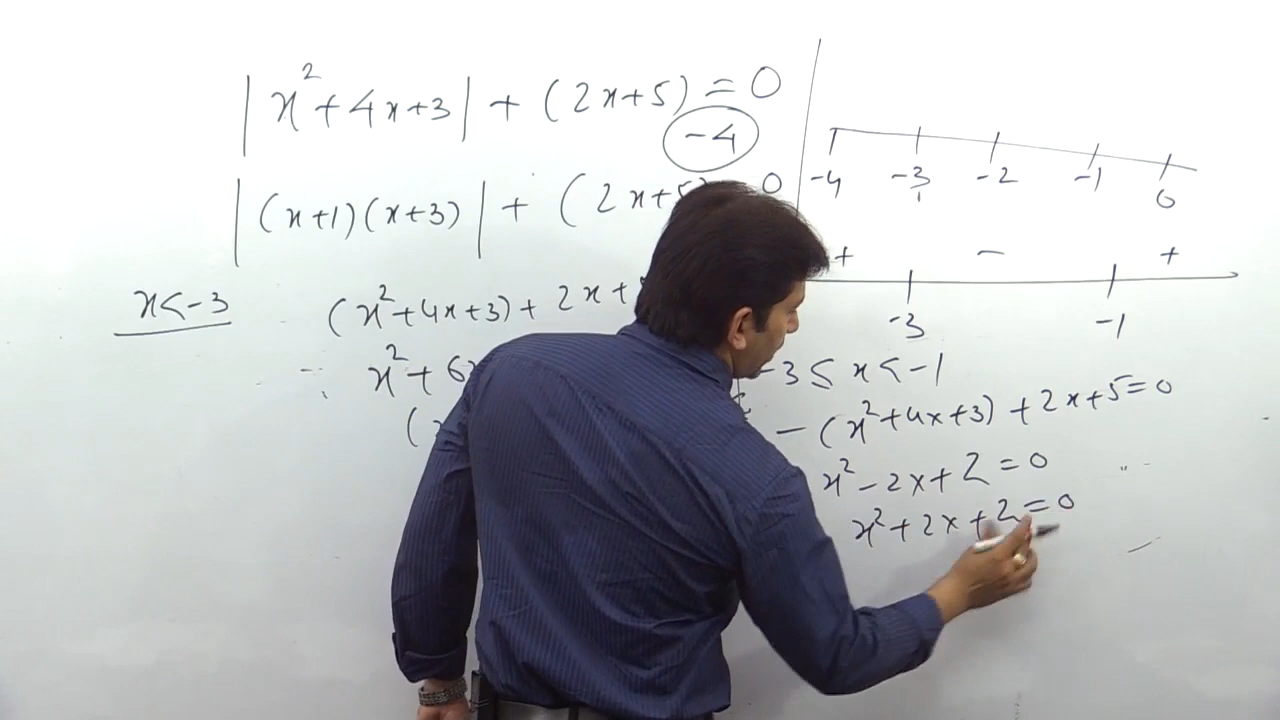 |x²+4x+3| + (2x+5) = 0
-4
|(x+1)(x+3)| + (2x+5) = 0
x<-3
(x²+4x+3) + 2x +
∵ x² + 6x
(x
-4 -3 -2 -1 0
+ - +
-3 -1
-3 ≤ x < -1
-(x²+4x+3) + 2x+5=0
x² - 2x + 2 = 0
x² + 2x + 2 = 0